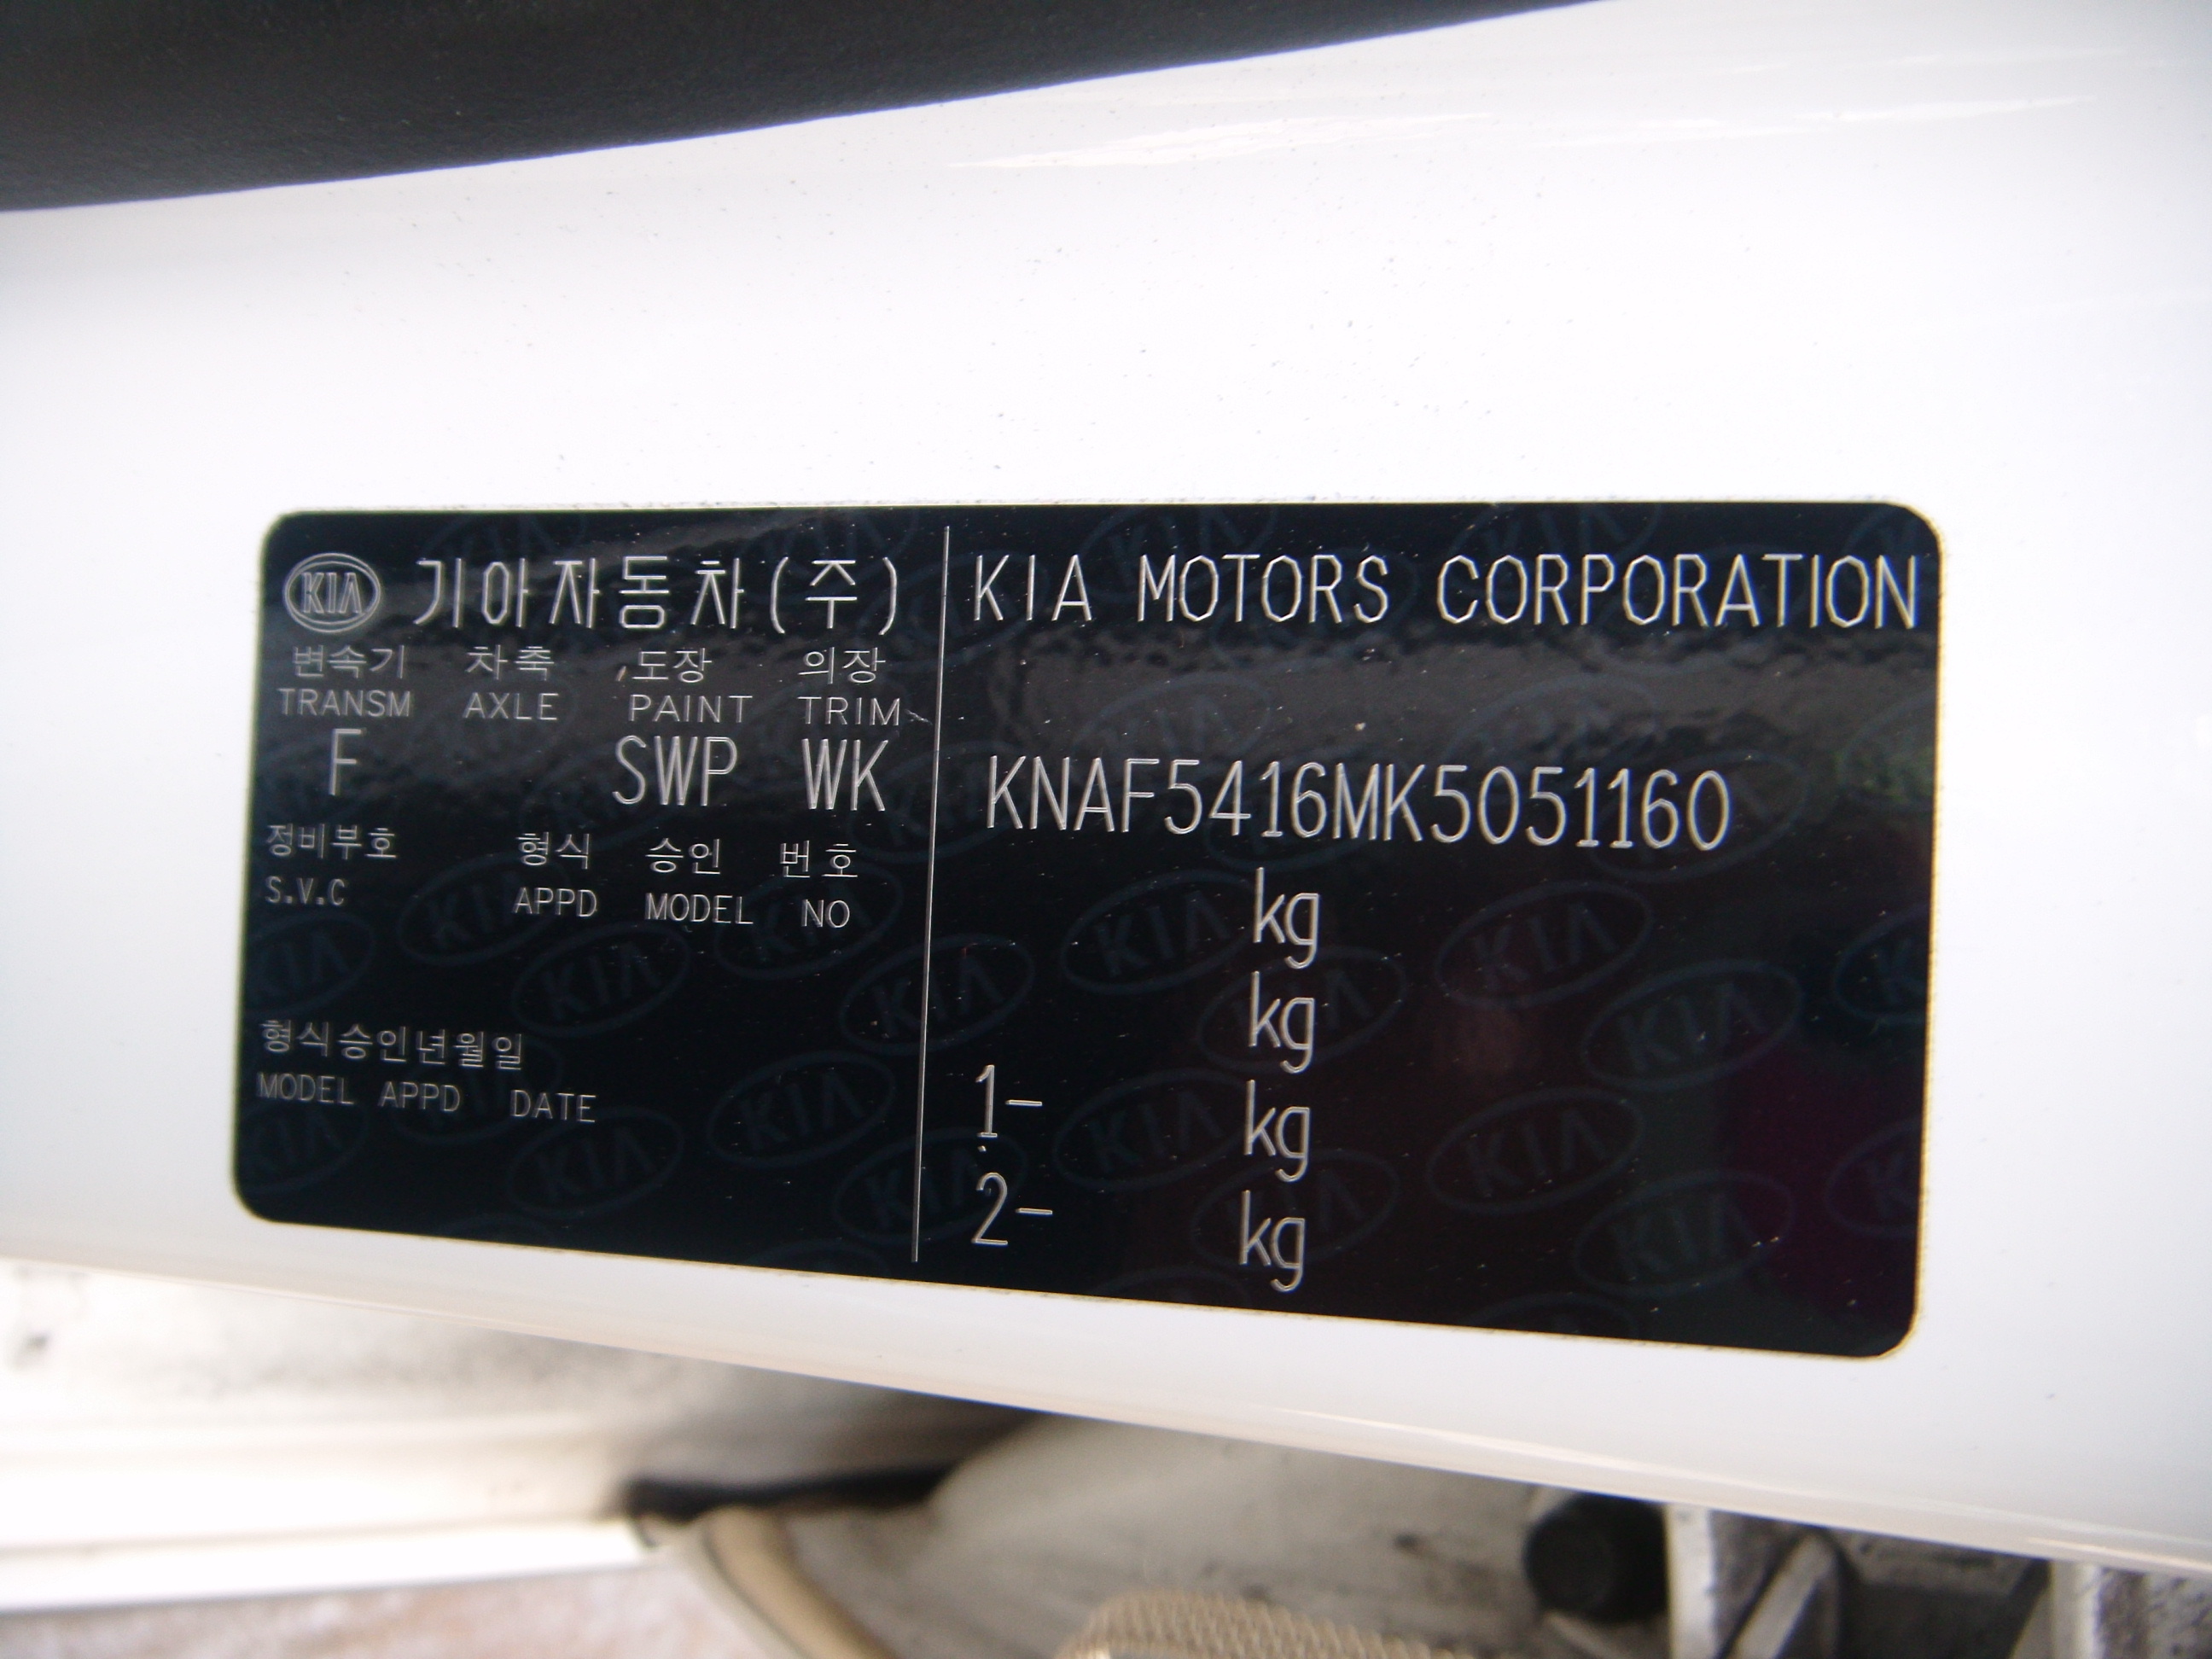 KIA 기아자동차(주)
변속기 차축 도장 의장
TRANSM AXLE PAINT TRIM
F SWP WK
정비부호 형식 승인 번호
S.V.C APPD MODEL NO
형식승인년월일
MODEL APPD DATE
KIA MOTORS CORPORATION
KNAF5416MK5051160
kg
kg
1- kg
2- kg